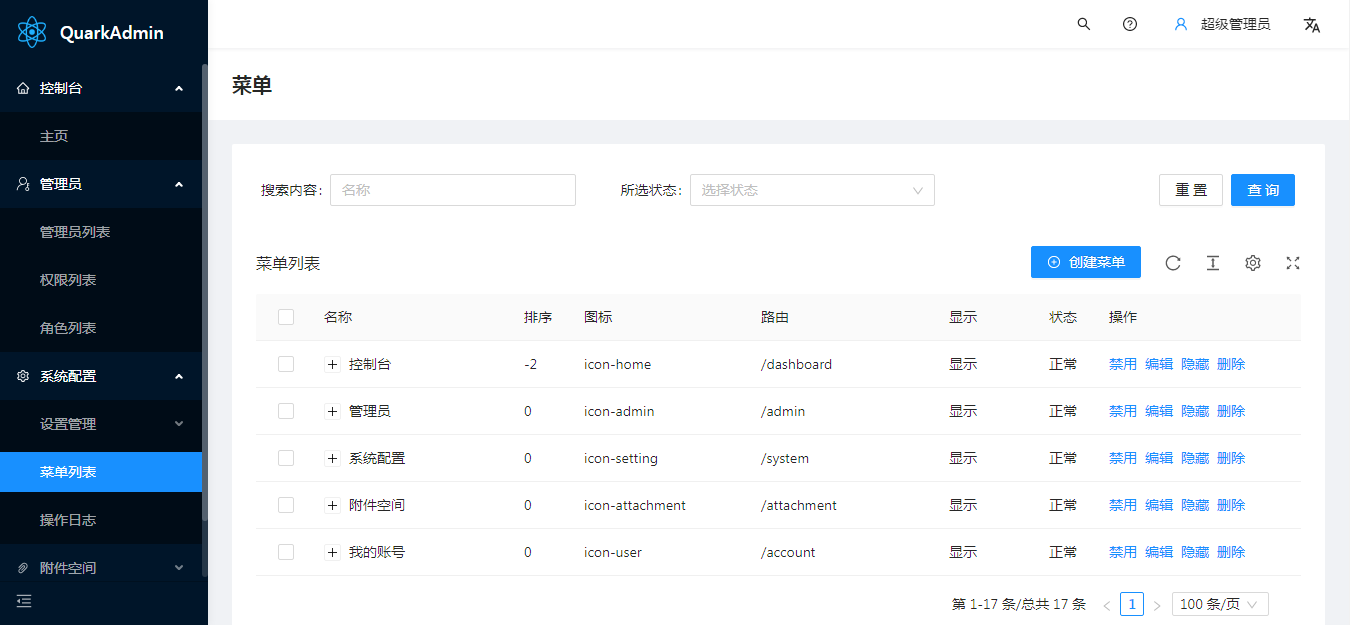 QuarkAdmin
控制台
主页
管理员
管理员列表
权限列表
角色列表
系统配置
设置管理
菜单列表
操作日志
附件空间
超级管理员
菜单
搜索内容: 名称 所选状态: 选择状态 重 置 查 询
菜单列表 创建菜单
名称 排序 图标 路由 显示 状态 操作
控制台 -2 icon-home /dashboard 显示 正常 禁用 编辑 隐藏 删除
管理员 0 icon-admin /admin 显示 正常 禁用 编辑 隐藏 删除
系统配置 0 icon-setting /system 显示 正常 禁用 编辑 隐藏 删除
附件空间 0 icon-attachment /attachment 显示 正常 禁用 编辑 隐藏 删除
我的账号 0 icon-user /account 显示 正常 禁用 编辑 隐藏 删除
第 1-17 条/总共 17 条 < 1 > 100 条/页